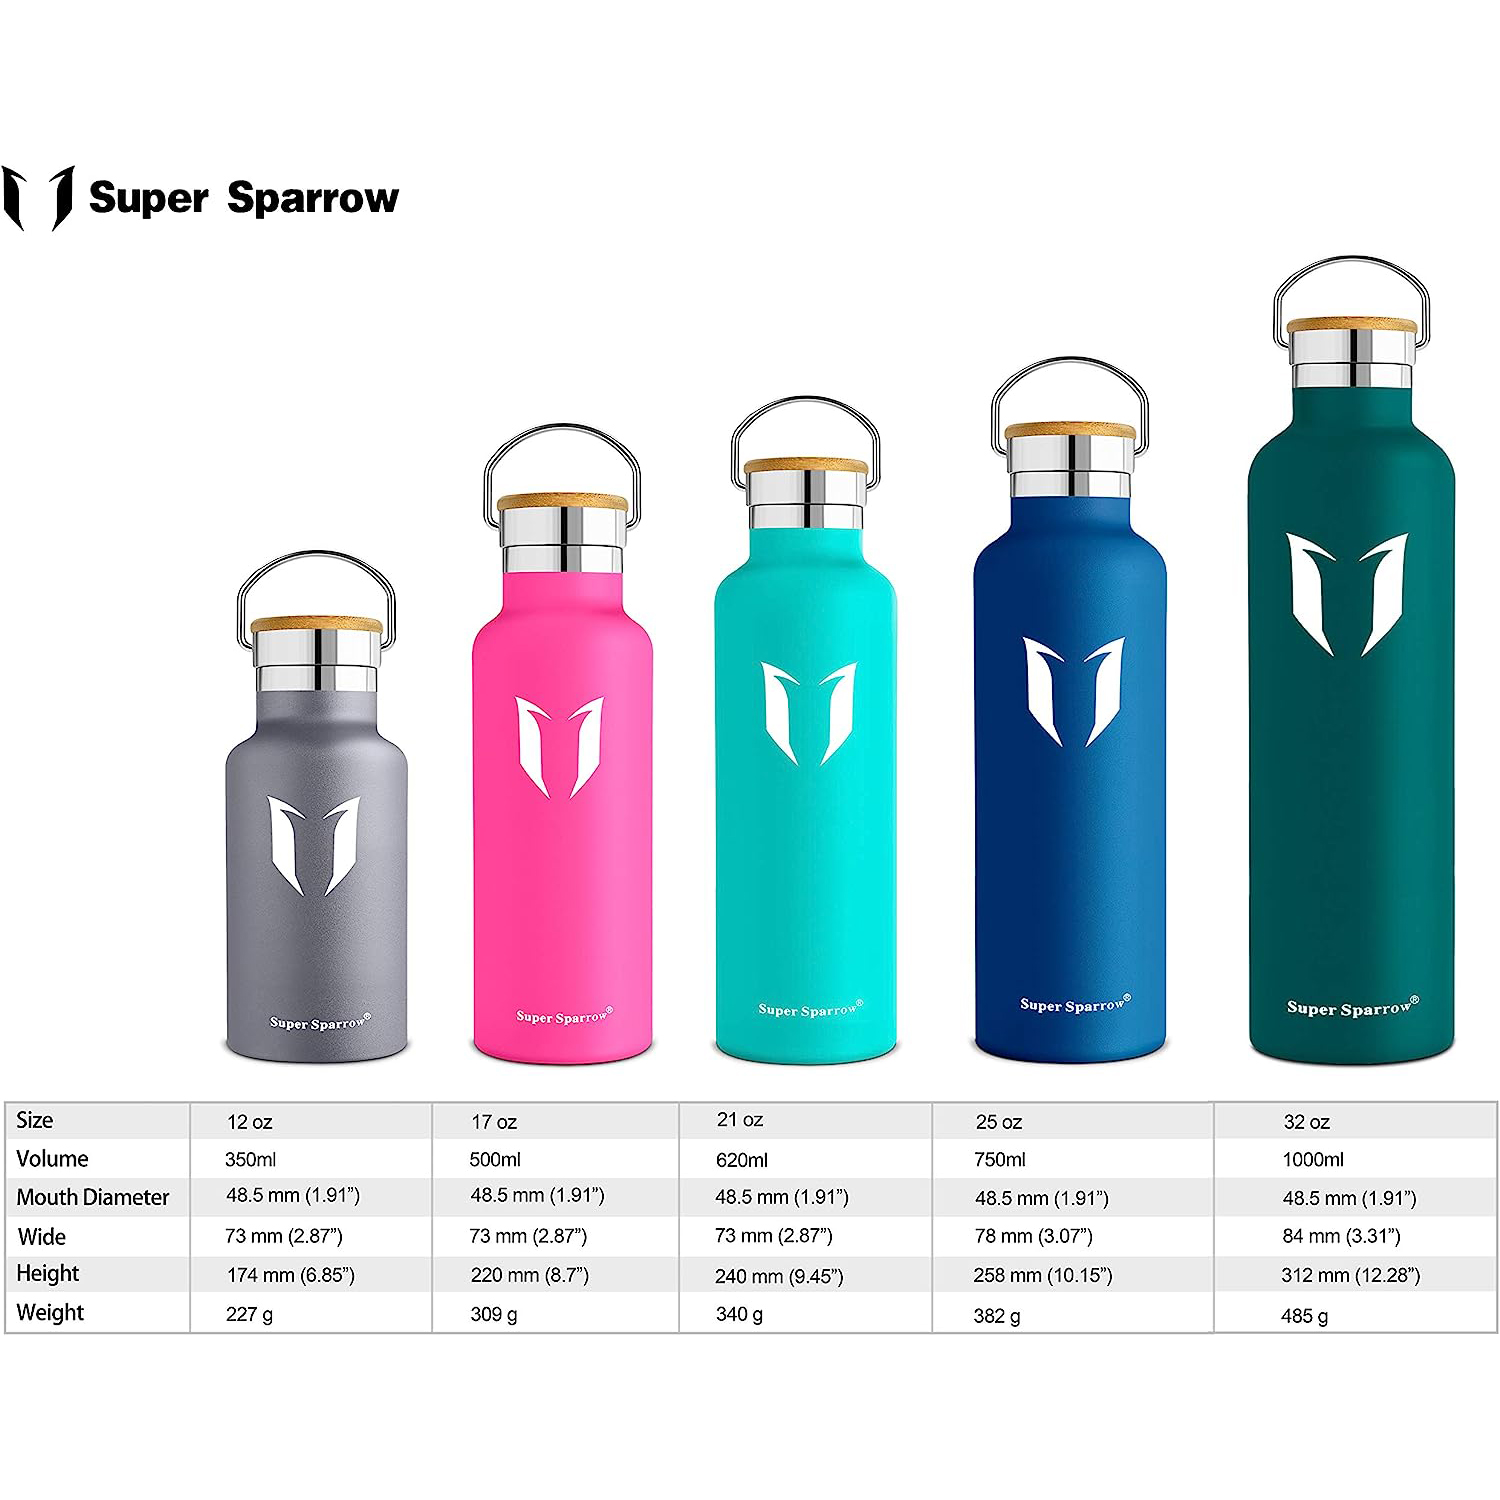 Super Sparrow
Super Sparrow®
Super Sparrow®
Super Sparrow®
Super Sparrow®
Super Sparrow®
Size 12 oz 17 oz 21 oz 25 oz 32 oz
Volume 350ml 500ml 620ml 750ml 1000ml
Mouth Diameter 48.5 mm (1.91”) 48.5 mm (1.91”) 48.5 mm (1.91”) 48.5 mm (1.91”) 48.5 mm (1.91”)
Wide 73 mm (2.87”) 73 mm (2.87”) 73 mm (2.87”) 78 mm (3.07”) 84 mm (3.31”)
Height 174 mm (6.85”) 220 mm (8.7”) 240 mm (9.45”) 258 mm (10.15”) 312 mm (12.28”)
Weight 227 g 309 g 340 g 382 g 485 g